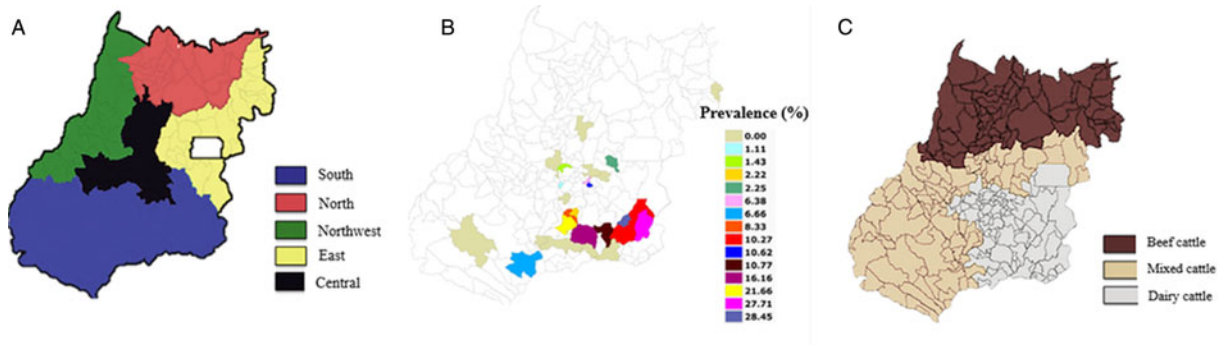 A
South
North
Northwest
East
Central
B
Prevalence (%)
0.00
1.11
1.43
2.22
2.25
6.38
6.66
8.33
10.27
10.62
10.77
16.16
21.66
27.71
28.45
C
Beef cattle
Mixed cattle
Dairy cattle